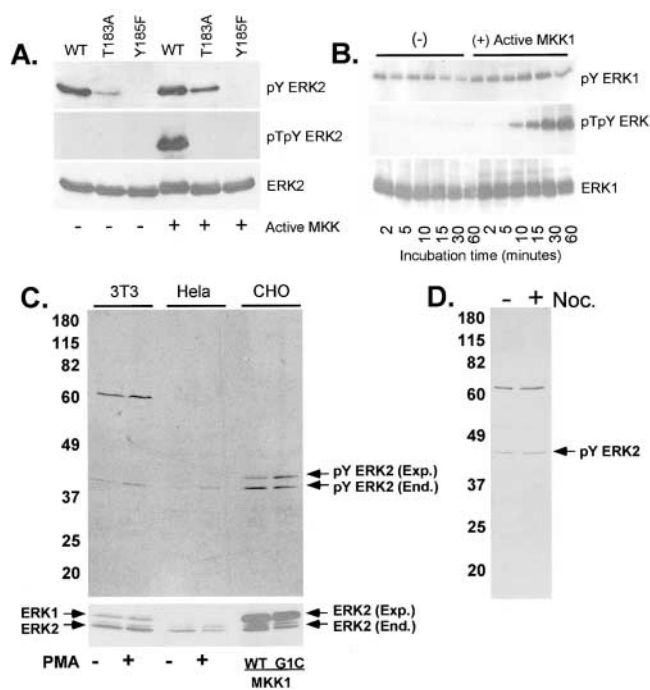 A.
WT T183A Y185F WT T183A Y185F
pY ERK2
pTpY ERK2
ERK2
- - - + + + Active MKK
B.
(-) (+) Active MKK1
pY ERK1
pTpY ERK
ERK1
2 5 10 15 30 60 2 5 10 15 30 60
Incubation time (minutes)
C.
3T3 Hela CHO
180
115
82
60
49
37
25
20
pY ERK2 (Exp.)
pY ERK2 (End.)
ERK1 ERK2 (Exp.)
ERK2 ERK2 (End.)
PMA - + - + WT G1C
MKK1
D.
- + Noc.
180
115
82
60
49
37
25
20
pY ERK2